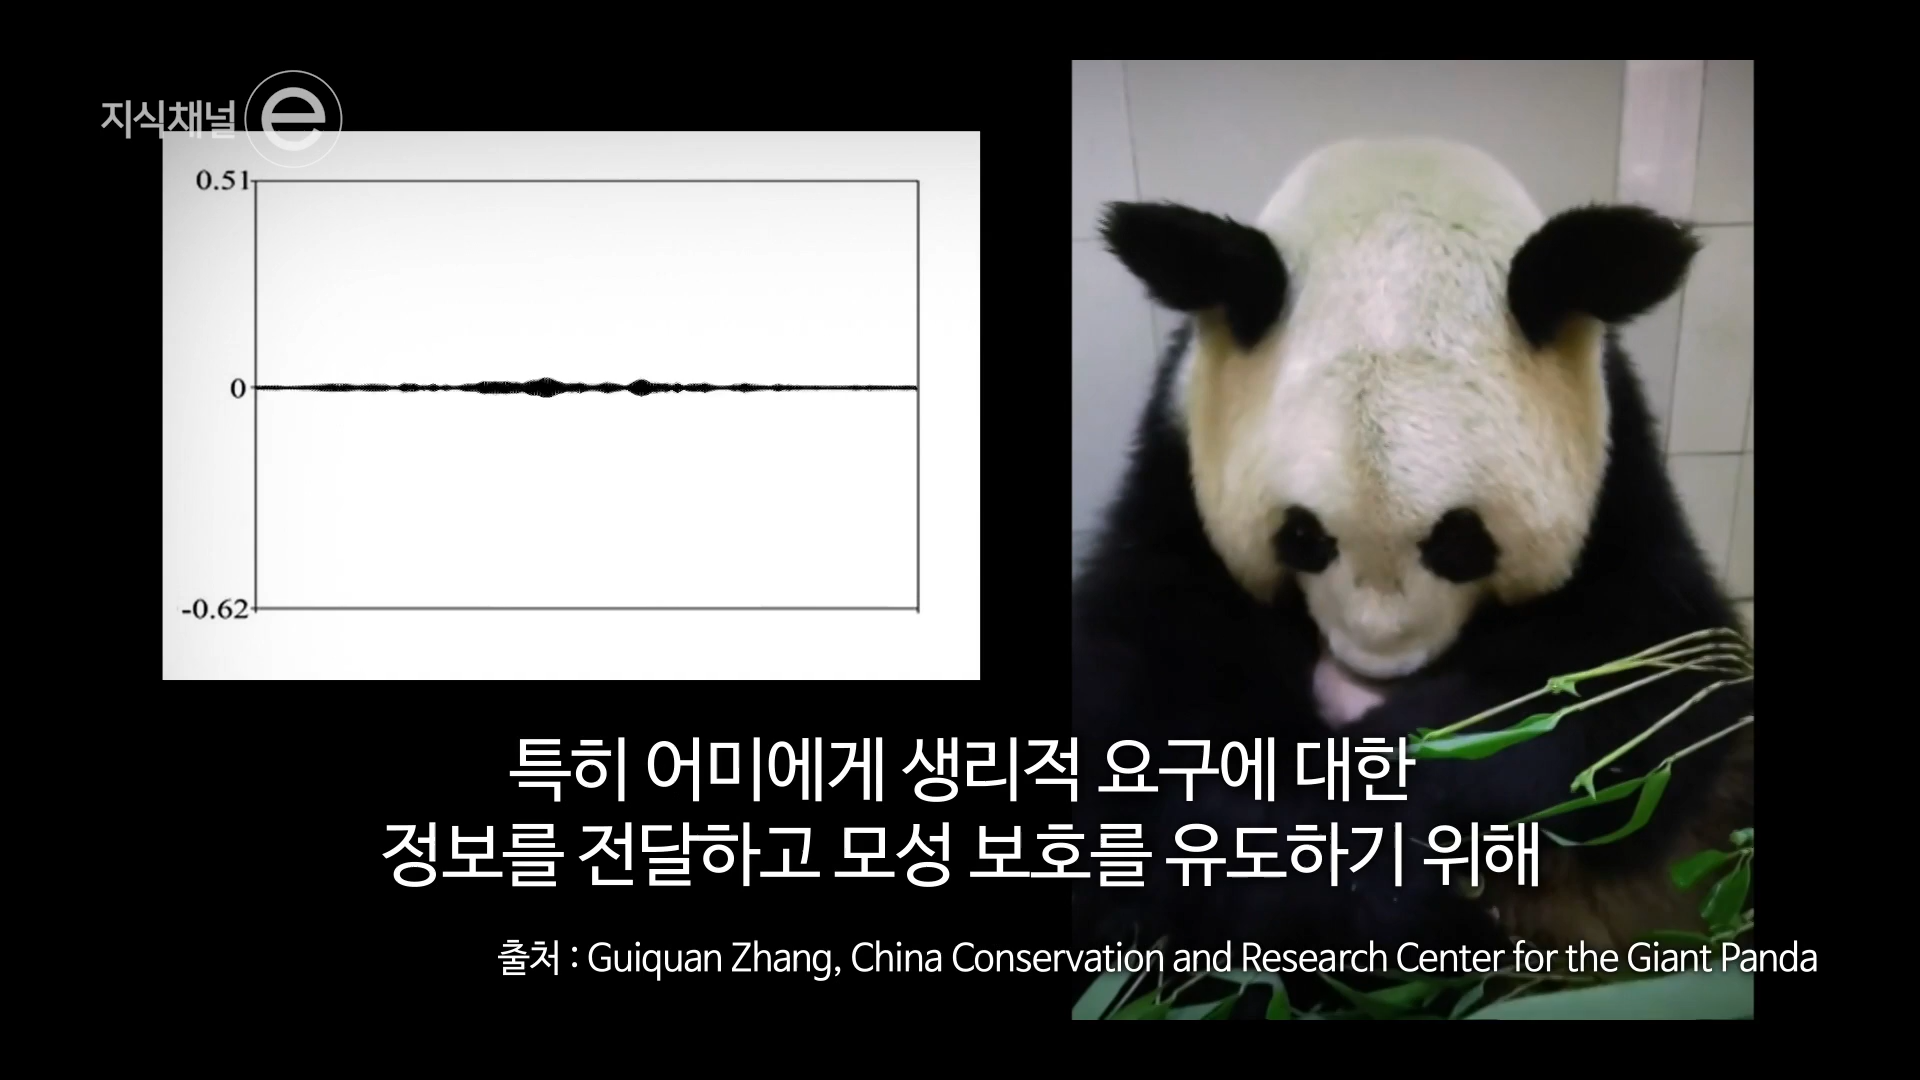 지식채널 e
0.51
0
-0.62
특히 어미에게 생리적 요구에 대한
정보를 전달하고 모성 보호를 유도하기 위해
출처 : Guiquan Zhang, China Conservation and Research Center for the Giant Panda